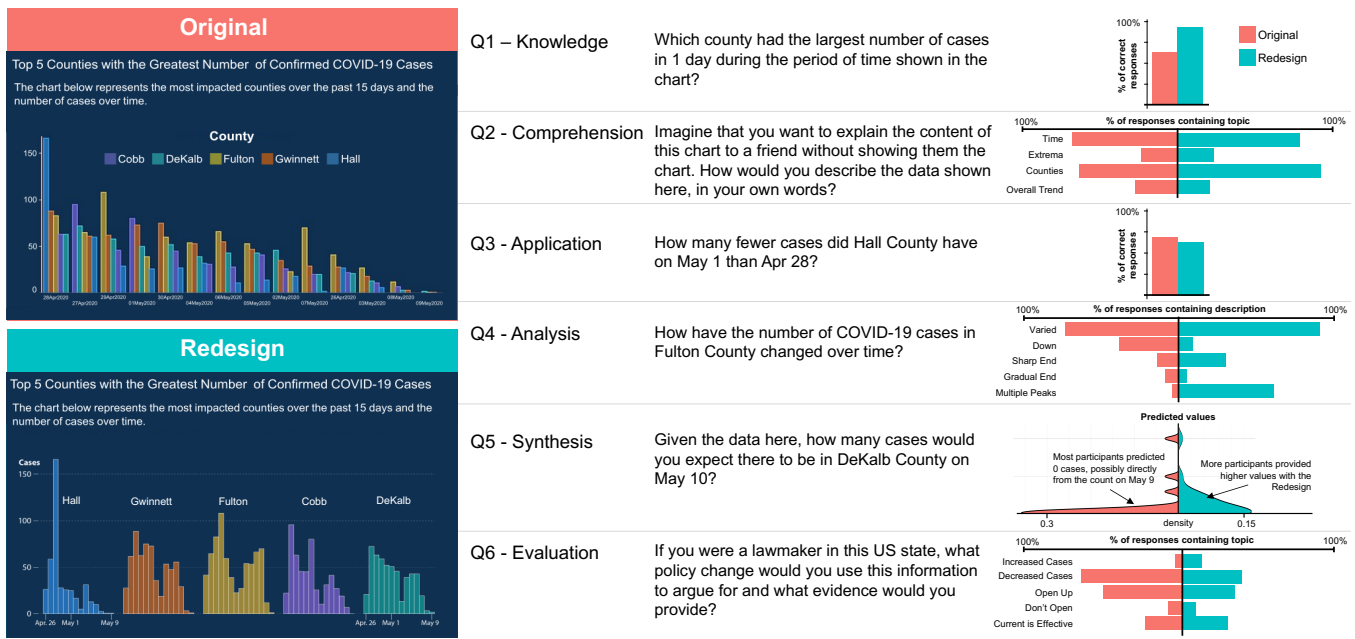 Original
Top 5 Counties with the Greatest Number of Confirmed COVID-19 Cases
The chart below represents the most impacted counties over the past 15 days and the
number of cases over time.
County
Cobb DeKalb Fulton Gwinnett Hall
150
100
50
0
28Apr2020 27Apr2020 29Apr2020 01May2020 30Apr2020 04May2020 06May2020 05May2020 02May2020 07May2020 26Apr2020 03May2020 08May2020 09May2020
Redesign
Top 5 Counties with the Greatest Number of Confirmed COVID-19 Cases
The chart below represents the most impacted counties over the past 15 days and the
number of cases over time.
Cases
150
100
50
0
Hall
Gwinnett
Fulton
Cobb
DeKalb
Apr. 26 May 1 May 9
Apr. 26 May 1 May 9
Q1 – Knowledge
Which county had the largest number of cases
in 1 day during the period of time shown in the
chart?
100%
% of correct
responses
Original
Redesign
Q2 - Comprehension
Imagine that you want to explain the content of
this chart to a friend without showing them the
chart. How would you describe the data shown
here, in your own words?
100% % of responses containing topic 100%
Time
Extrema
Counties
Overall Trend
Q3 - Application
How many fewer cases did Hall County have
on May 1 than Apr 28?
100%
% of correct
responses
Q4 - Analysis
How have the number of COVID-19 cases in
Fulton County changed over time?
100% % of responses containing description 100%
Varied
Down
Sharp End
Gradual End
Multiple Peaks
Q5 - Synthesis
Given the data here, how many cases would
you expect there to be in DeKalb County on
May 10?
Predicted values
Most participants predicted
0 cases, possibly directly
from the count on May 9
More participants provided
higher values with the
Redesign
0.3 density 0.15
Q6 - Evaluation
If you were a lawmaker in this US state, what
policy change would you use this information
to argue for and what evidence would you
provide?
100% % of responses containing topic 100%
Increased Cases
Decreased Cases
Open Up
Don't Open
Current is Effective